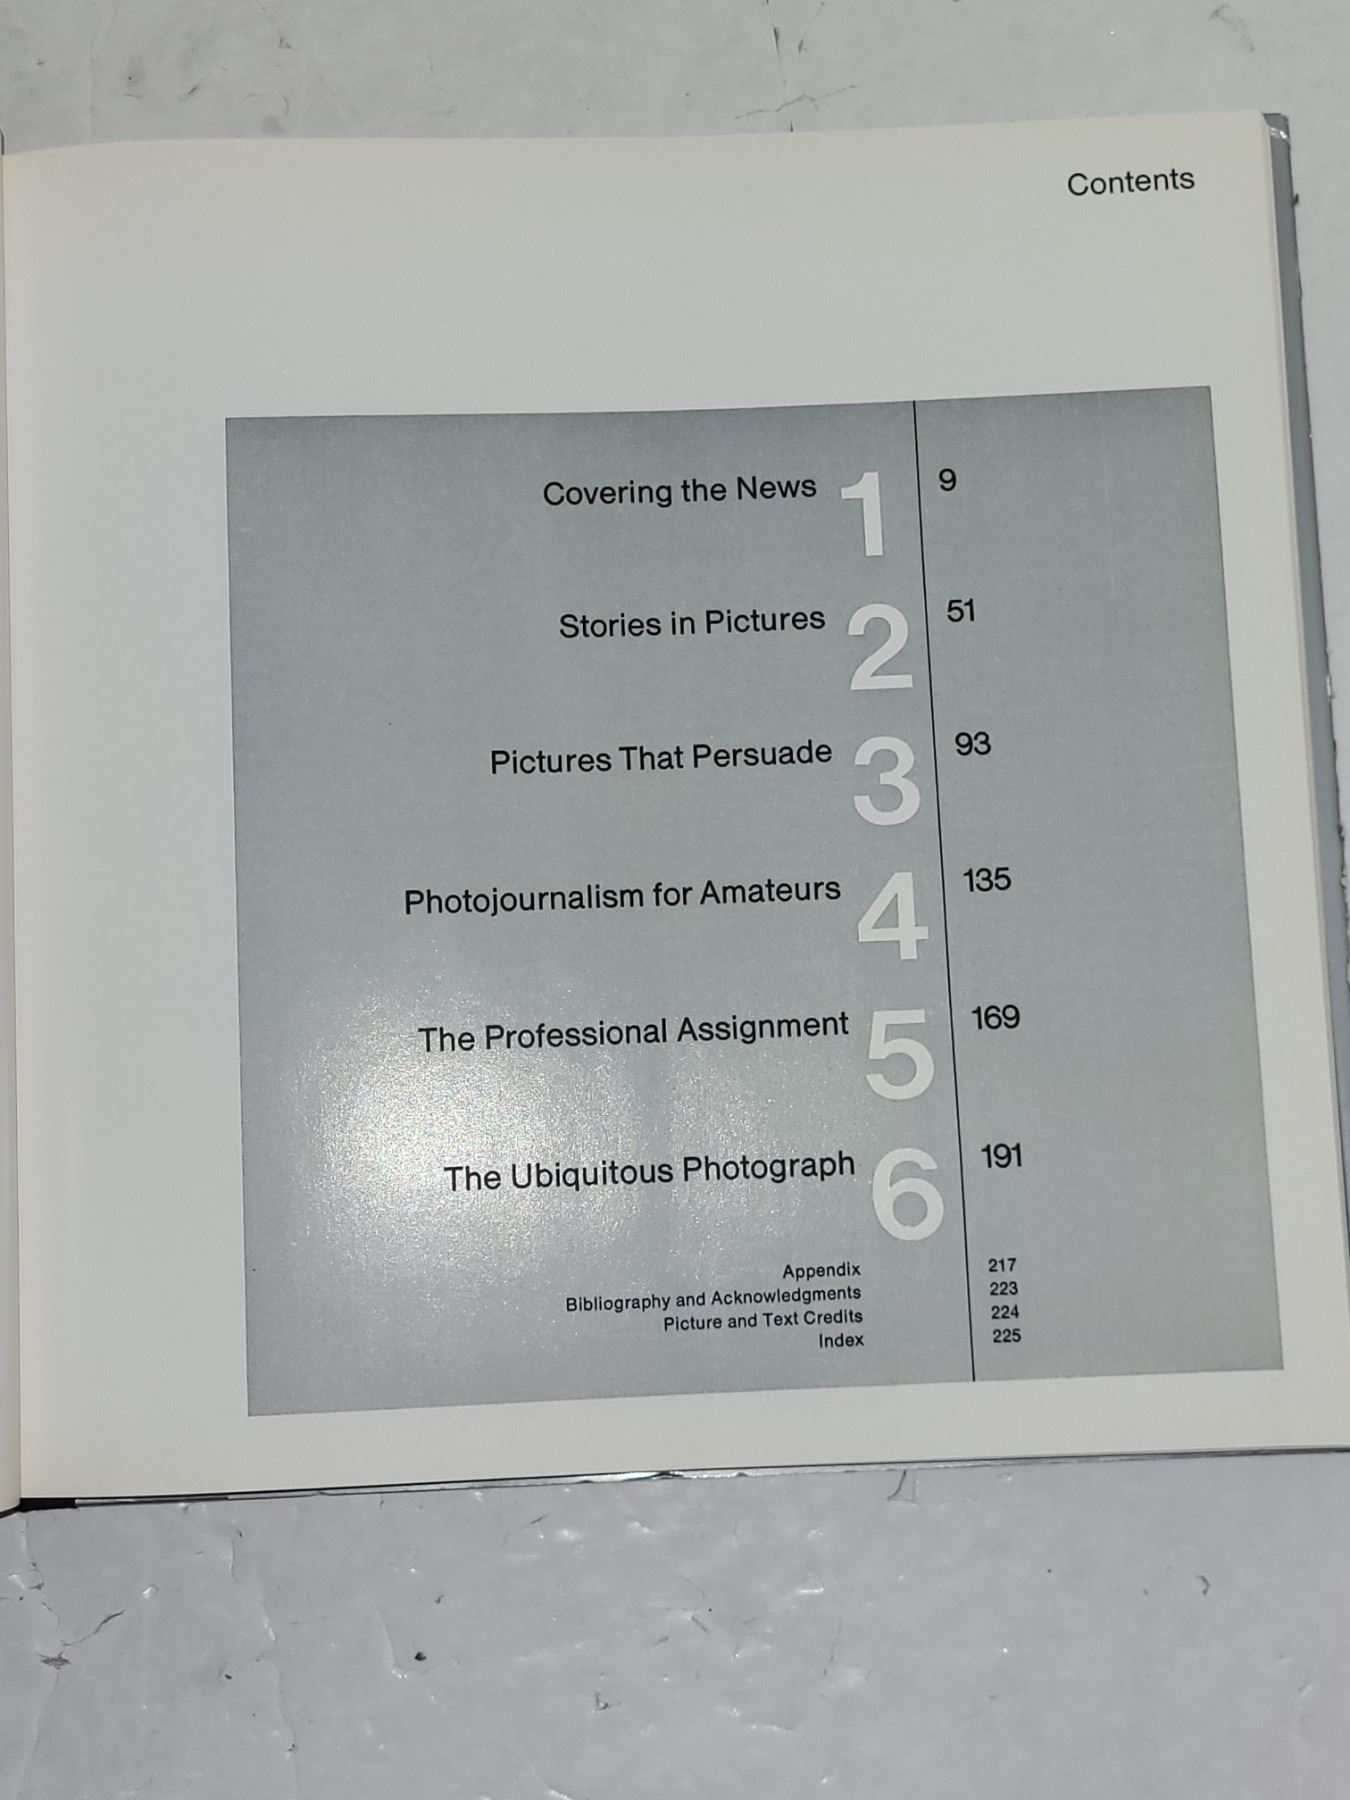 Contents
Covering the News 1 9
Stories in Pictures 2 51
Pictures That Persuade 3 93
Photojournalism for Amateurs 4 135
The Professional Assignment 5 169
The Ubiquitous Photograph 6 191
Appendix 217
Bibliography and Acknowledgments 223
Picture and Text Credits 224
Index 225